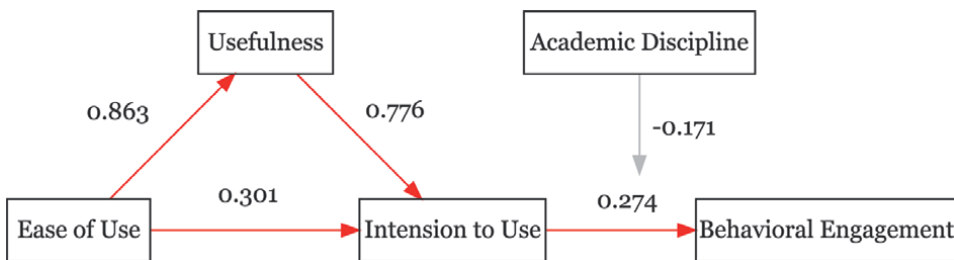 Usefulness
Academic Discipline
0.863
0.776
-0.171
0.301
0.274
Ease of Use
Intension to Use
Behavioral Engagement